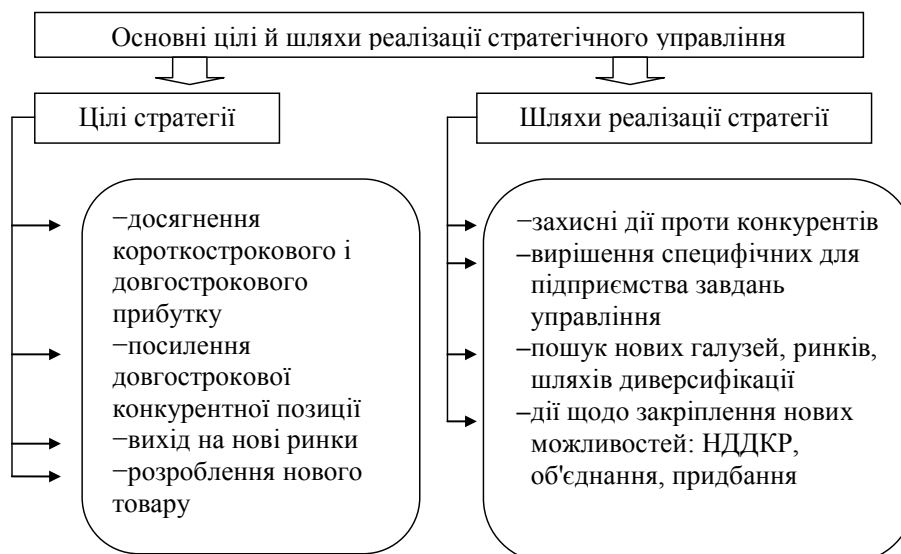 Основні цілі й шляхи реалізації стратегічного управління
Цілі стратегії
−досягнення
короткострокового і
довгострокового
прибутку
−посилення
довгострокової
конкурентної позиції
−вихід на нові ринки
−розроблення нового
товару
Шляхи реалізації стратегії
−захисні дії проти конкурентів
−вирішення специфічних для
підприємства завдань
управління
−пошук нових галузей, ринків,
шляхів диверсифікації
−дії щодо закріплення нових
можливостей: НДДКР,
об'єднання, придбання